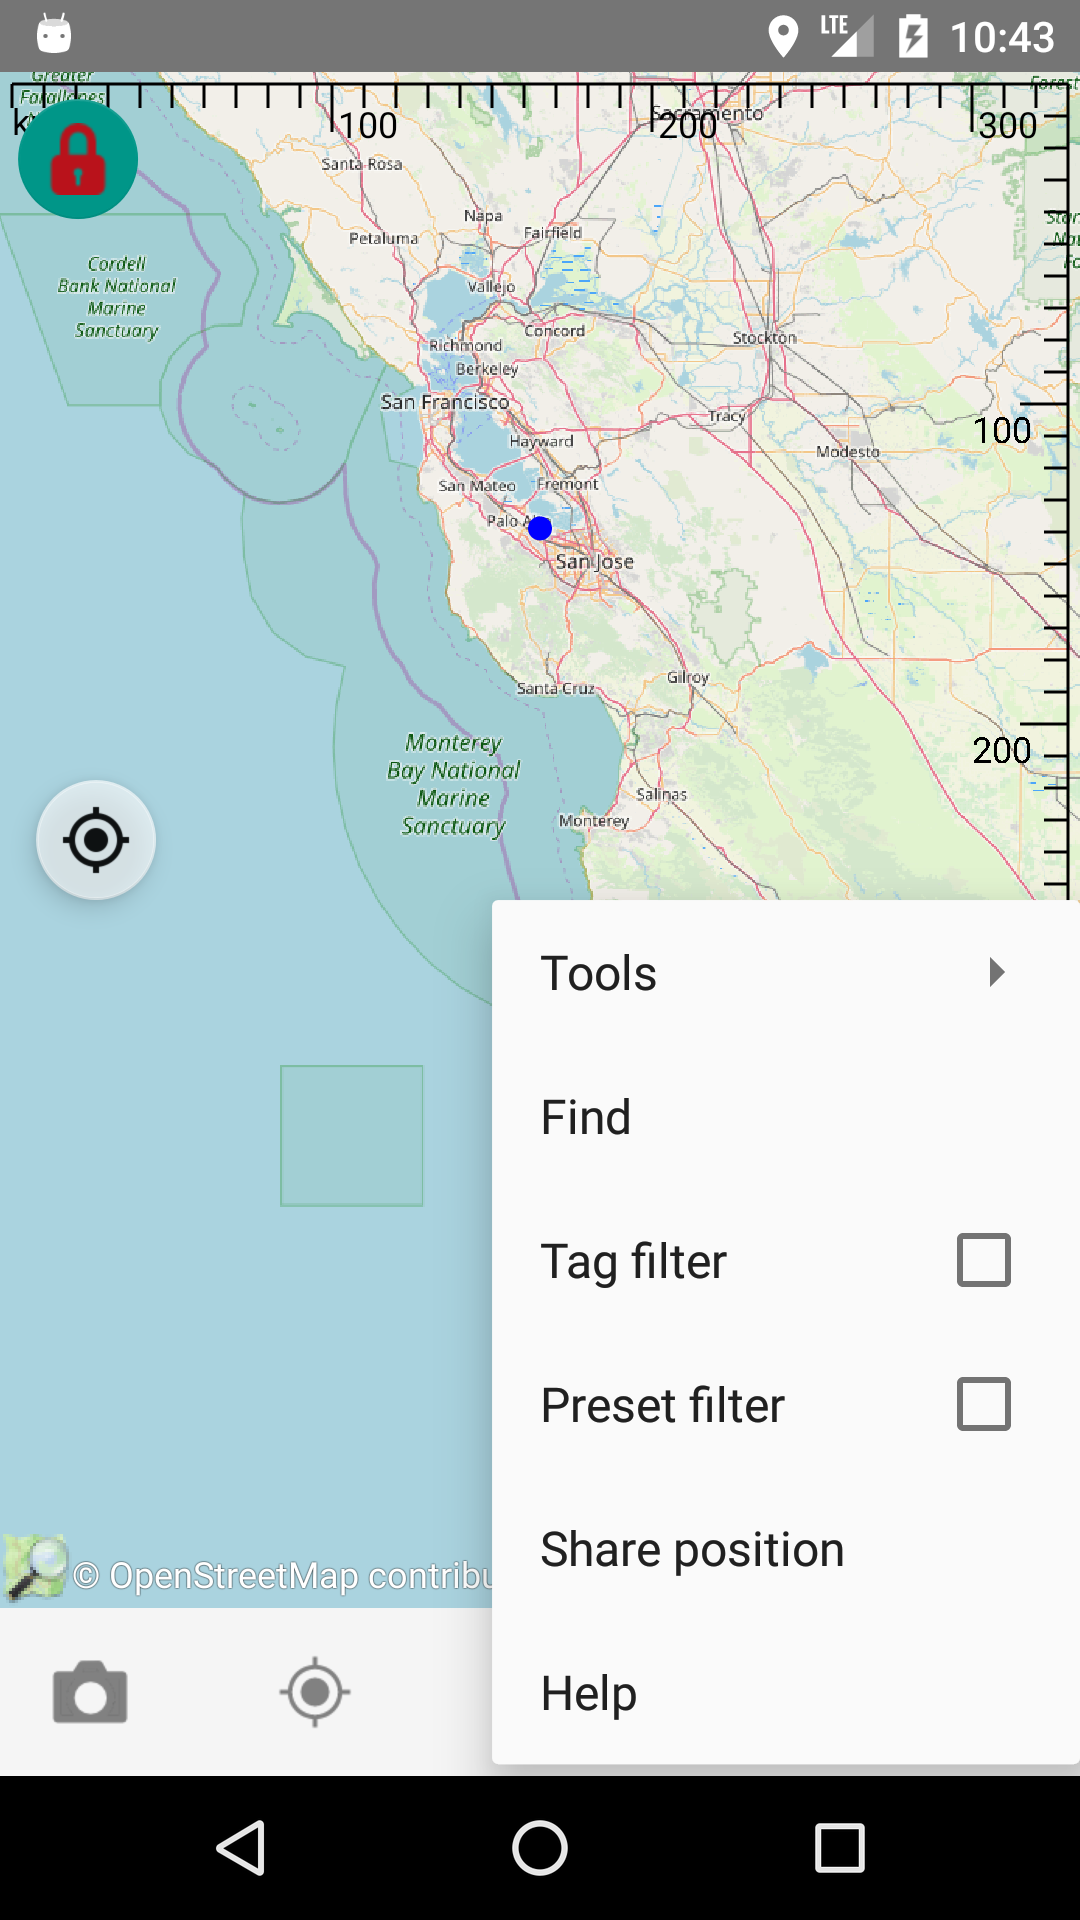 LTE 10:43
Greater
Farallones
100
200
300
Sacramento
Santa Rosa
Napa
Petaluma
Fairfield
Cordell
Bank National
Marine
Sanctuary
Vallejo
Concord
Richmond
Stockton
Berkeley
San Francisco
Tracy
100
Hayward
Modesto
San Mateo
Fremont
Palo A
San Jose
Gilroy
Santa Cruz
Monterey
Bay National
Marine
Sanctuary
200
Salinas
Monterey
Tools
Find
Tag filter
Preset filter
Share position
© OpenStreetMap contribu
Help